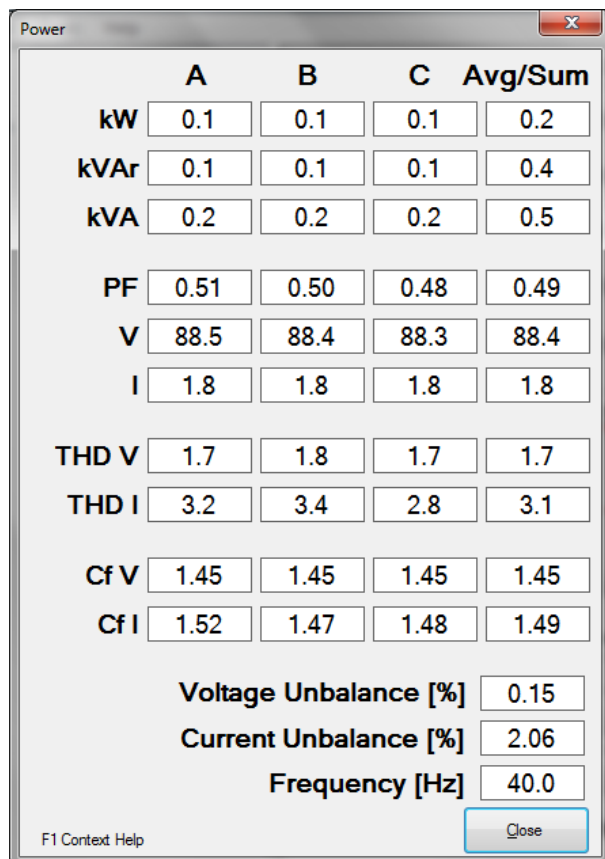 Power
A B C Avg/Sum
kW 0.1 0.1 0.1 0.2
kVAr 0.1 0.1 0.1 0.4
kVA 0.2 0.2 0.2 0.5
PF 0.51 0.50 0.48 0.49
V 88.5 88.4 88.3 88.4
I 1.8 1.8 1.8 1.8
THD V 1.7 1.8 1.7 1.7
THD I 3.2 3.4 2.8 3.1
Cf V 1.45 1.45 1.45 1.45
Cf I 1.52 1.47 1.48 1.49
Voltage Unbalance [%] 0.15
Current Unbalance [%] 2.06
Frequency [Hz] 40.0
F1 Context Help Close